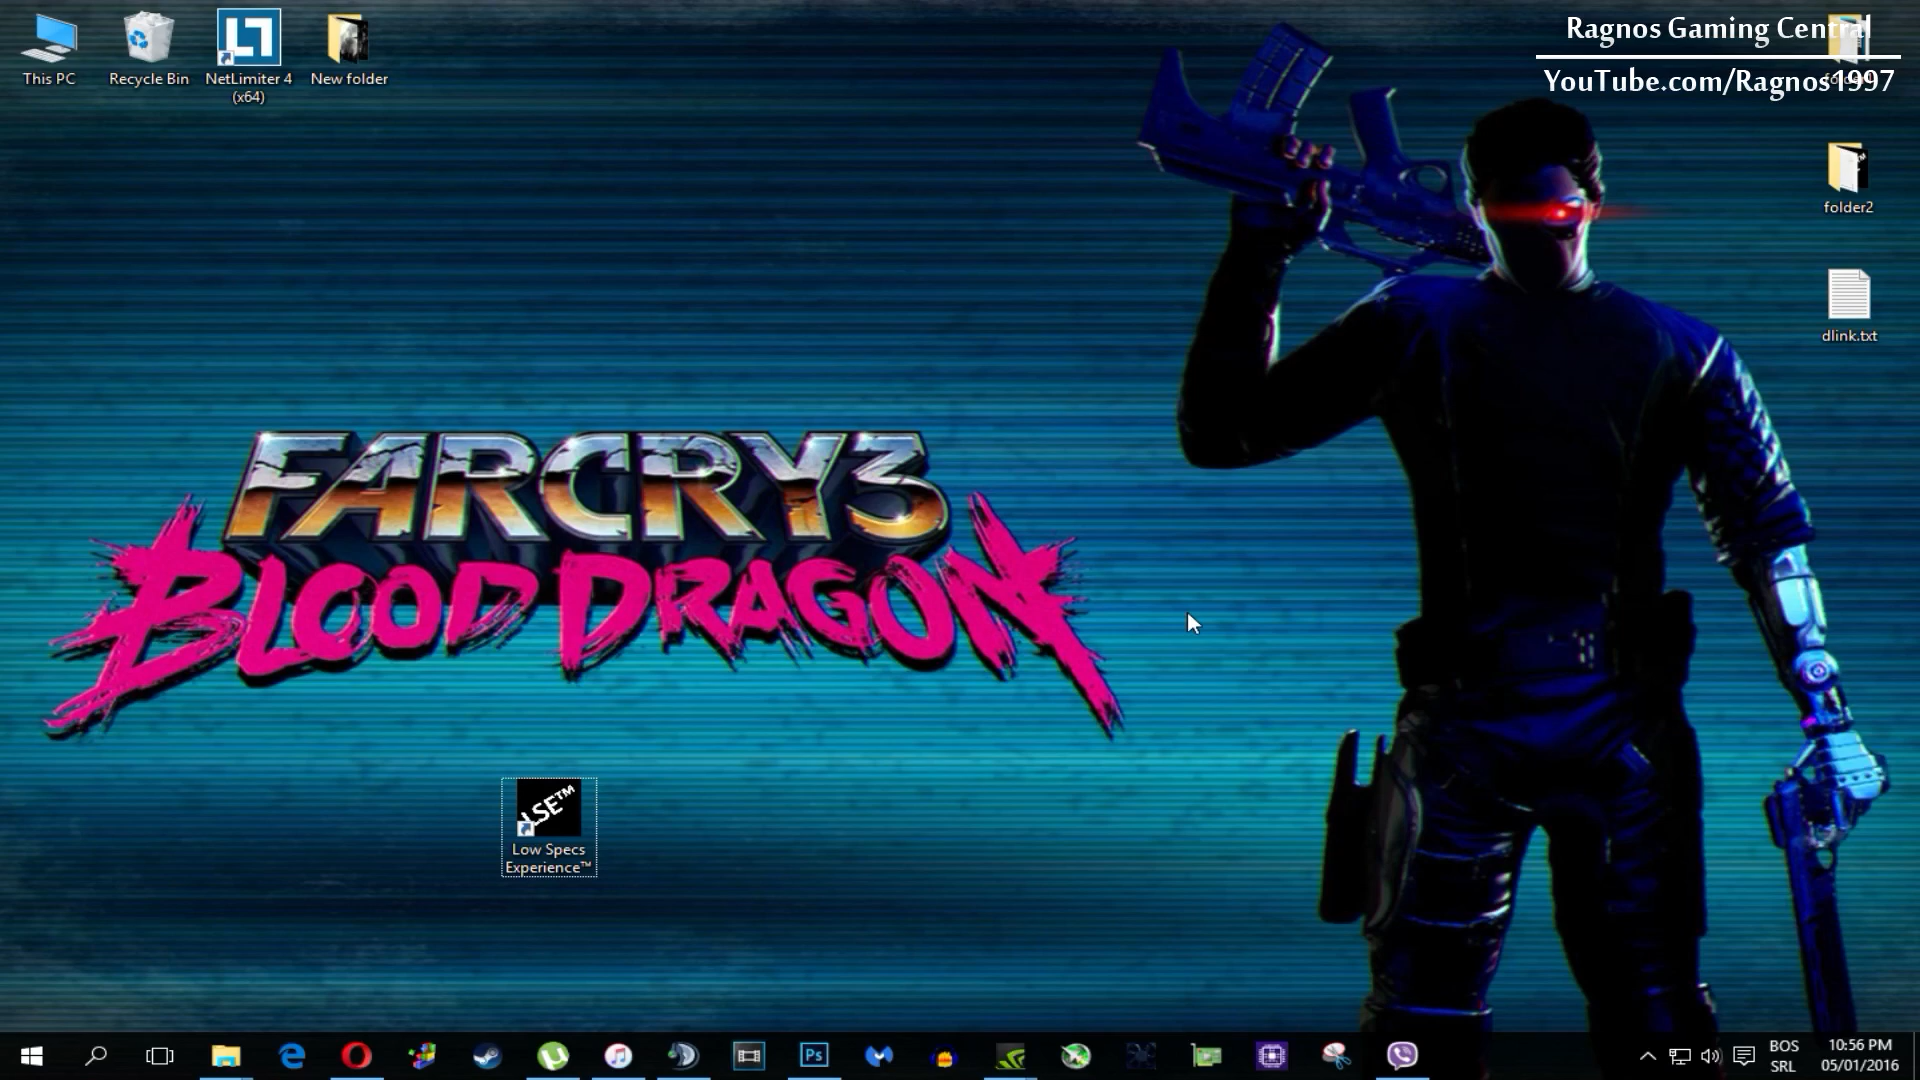 This PC
Recycle Bin
NetLimiter 4
(x64)
New folder
Ragnos Gaming Central
YouTube.com/Ragnos1997
folder2
dlink.txt
FARCRY3
BLOOD DRAGON
LSE™
Low Specs
Experience™
Ps
BOS
SRL
10:56 PM
05/01/2016